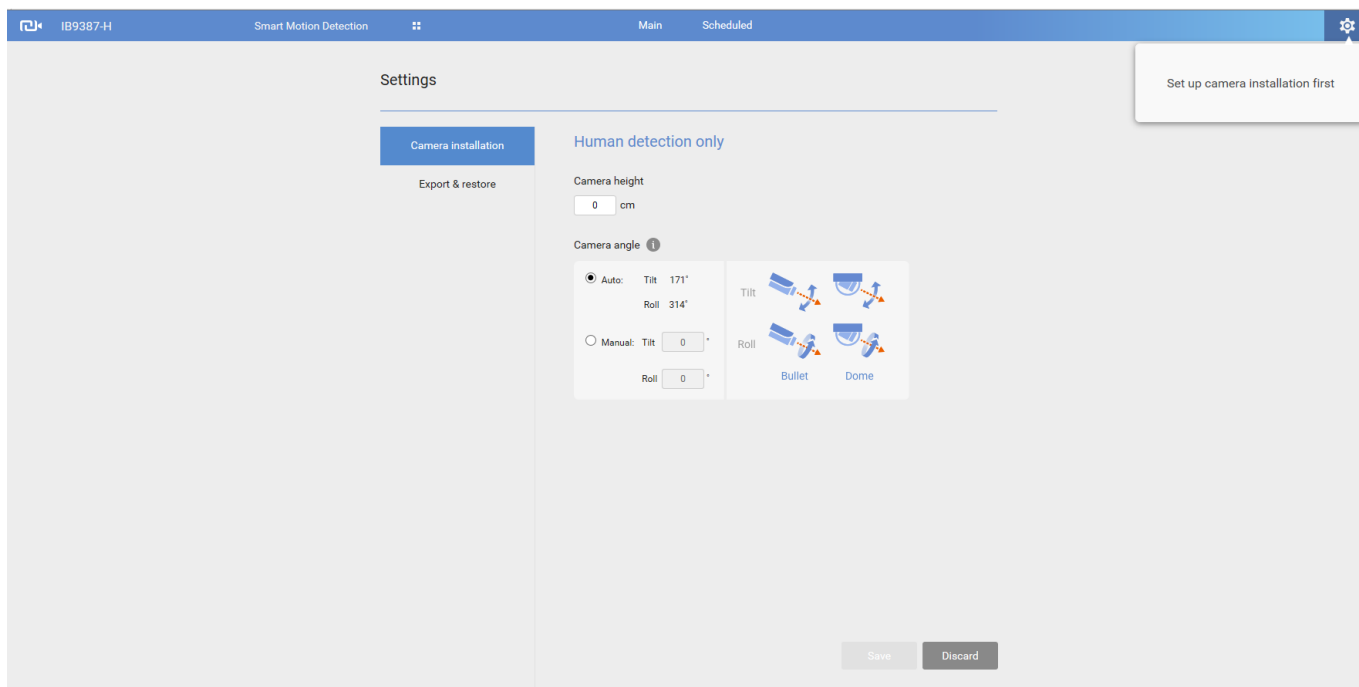 IB9387-H Smart Motion Detection Main Scheduled
Set up camera installation first
Settings
Camera installation
Export & restore
Human detection only
Camera height
0 cm
Camera angle i
Auto: Tilt 171°
Roll 314°
Manual: Tilt 0 °
Roll 0 °
Tilt
Roll
Bullet Dome
Save Discard